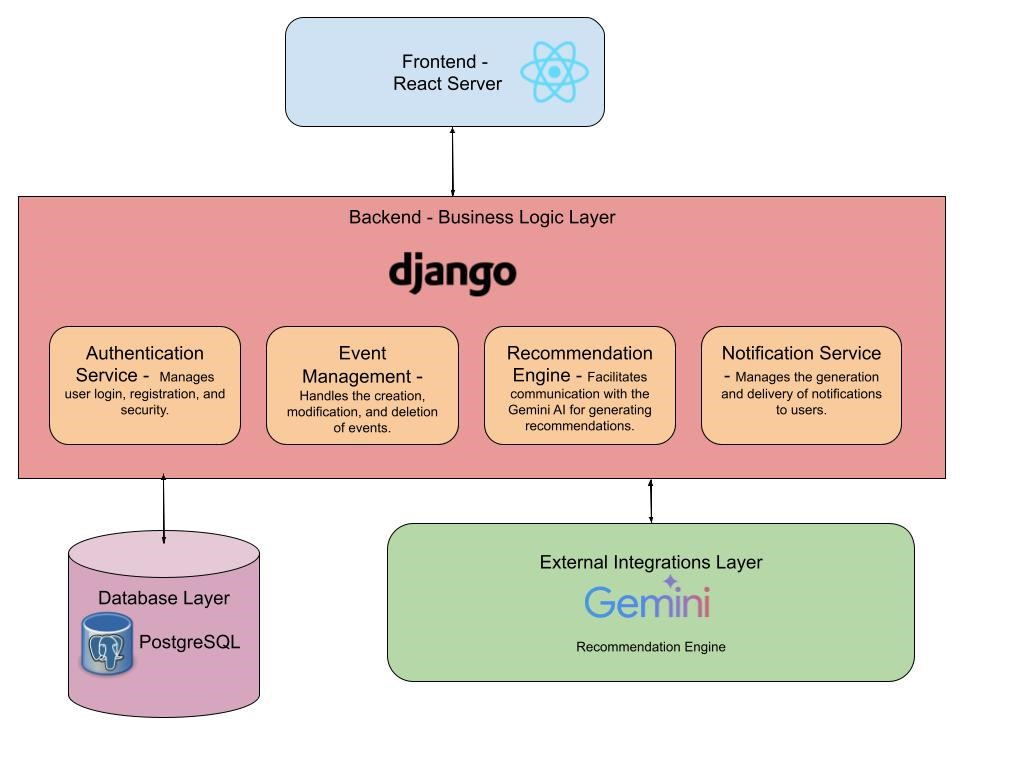 Frontend -
React Server
Backend - Business Logic Layer
django
Authentication
Service - Manages
user login, registration, and
security.
Event
Management -
Handles the creation,
modification, and deletion
of events.
Recommendation
Engine - Facilitates
communication with the
Gemini AI for generating
recommendations.
Notification Service
- Manages the generation
and delivery of notifications
to users.
Database Layer
PostgreSQL
External Integrations Layer
Gemini
Recommendation Engine